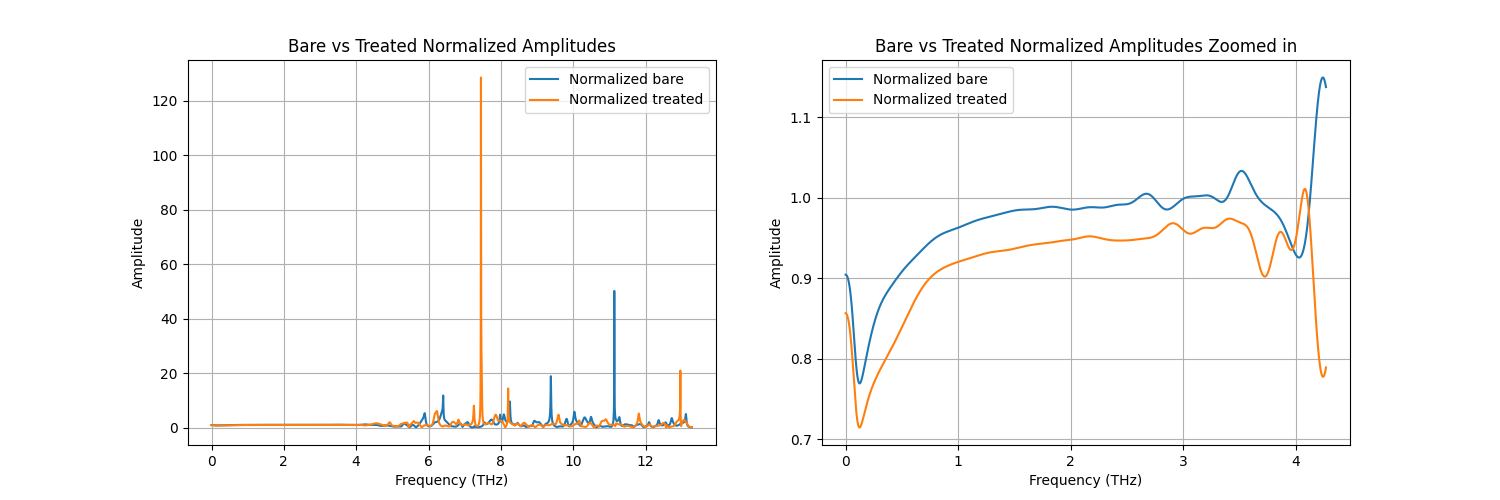 Bare vs Treated Normalized Amplitudes
Normalized bare
Normalized treated
Amplitude
120
100
80
60
40
20
0
0 2 4 6 8 10 12
Frequency (THz)
Bare vs Treated Normalized Amplitudes Zoomed in
Normalized bare
Normalized treated
Amplitude
1.1
1.0
0.9
0.8
0.7
0 1 2 3 4
Frequency (THz)